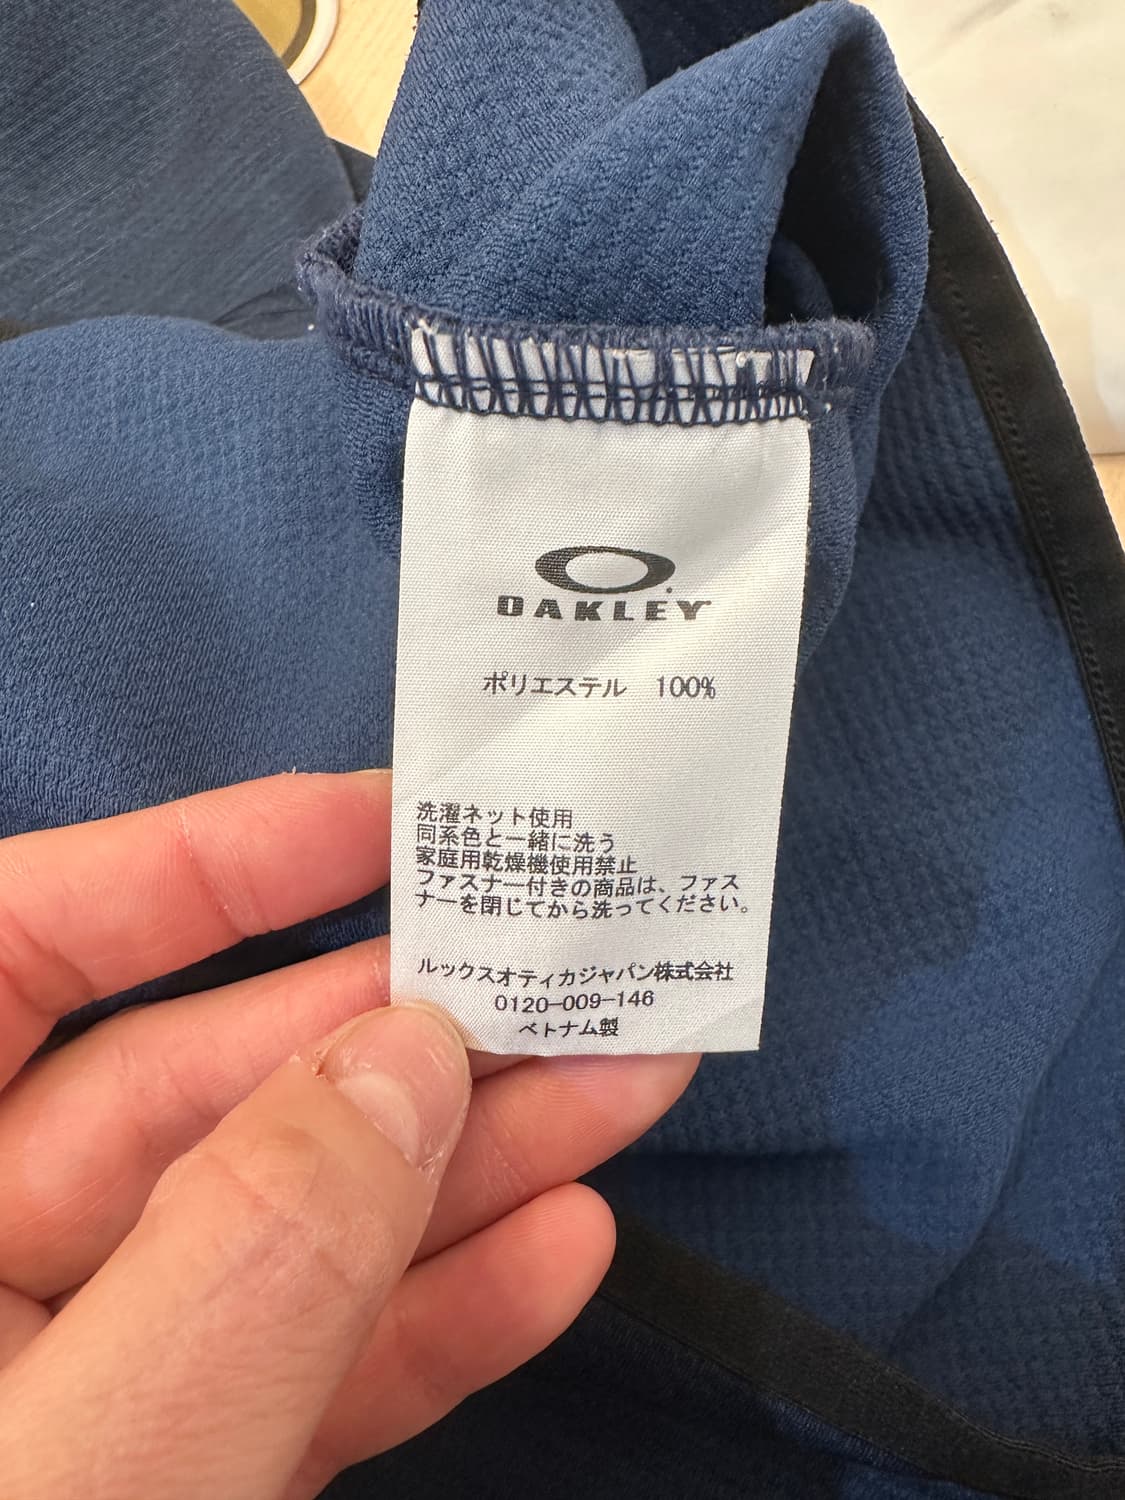 OAKLEY
ポリエステル 100%
洗濯ネット使用
同系色と一緒に洗う
家庭用乾燥機使用禁止
ファスナー付きの商品は、ファス
ナーを閉じてから洗ってください。
ルックスオティカジャパン株式会社
0120-009-146
ベトナム製